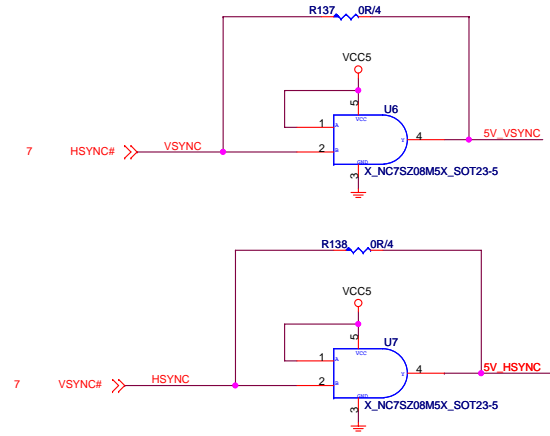 R137 0R/4
VCC5
5
U6
VCC
1 A
Y 4 5V_VSYNC
7 HSYNC# VSYNC 2 B
GND
3
X_NC7SZ08M5X_SOT23-5
R138 0R/4
VCC5
5
U7
VCC
1 A
Y 4 5V_HSYNC
7 VSYNC# HSYNC 2 B
GND
3
X_NC7SZ08M5X_SOT23-5